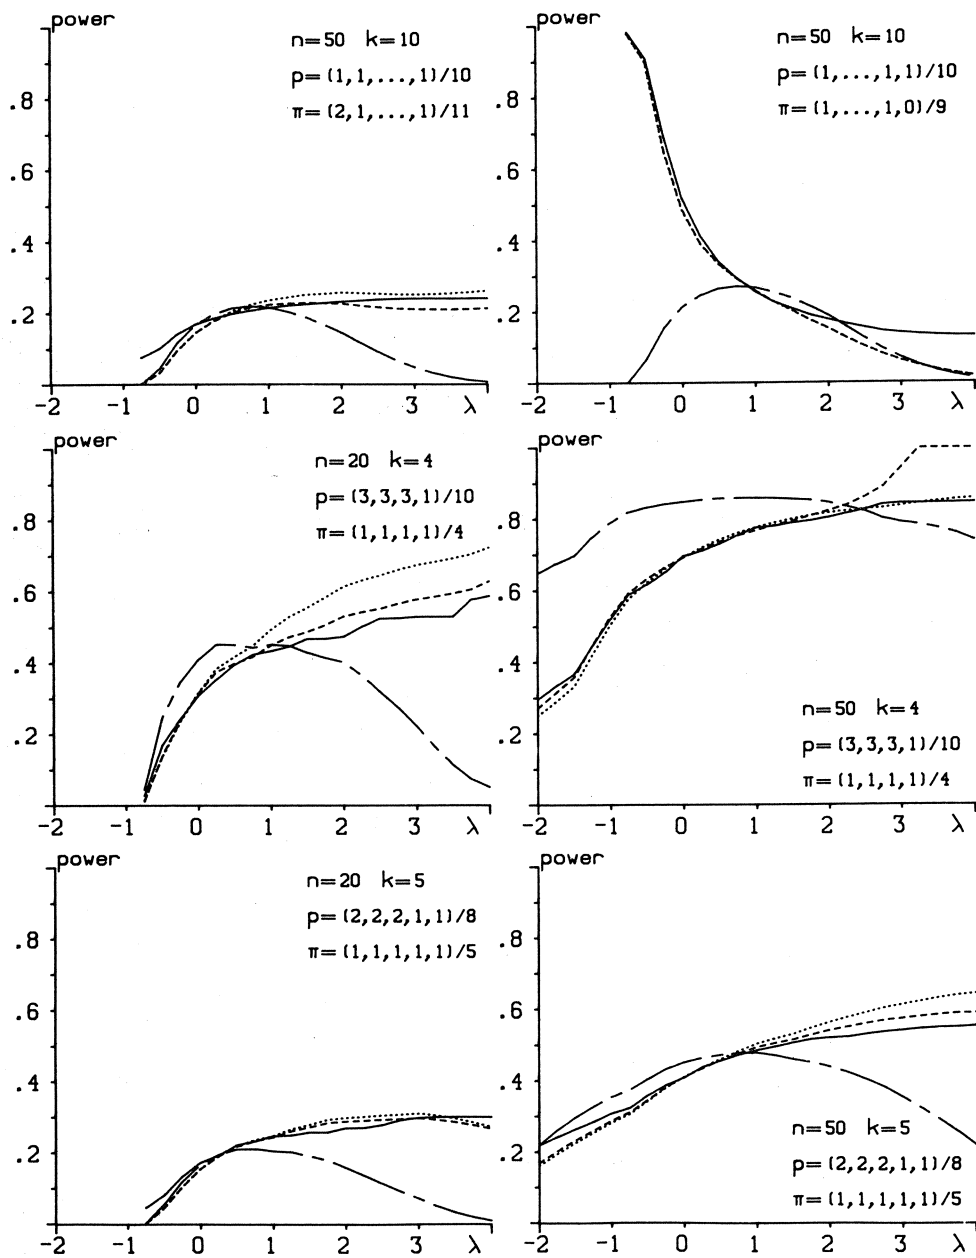 power
n=50 k=10
p=(1,1,...,1)/10
π=(2,1,...,1)/11
.8
.6
.4
.2
-2 -1 0 1 2 3 λ
power
n=50 k=10
p=(1,...,1,1)/10
π=(1,...,1,0)/9
.8
.6
.4
.2
-2 -1 0 1 2 3 λ
power
n=20 k=4
p=(3,3,3,1)/10
π=(1,1,1,1)/4
.8
.6
.4
.2
-2 -1 0 1 2 3 λ
power
.8
.6
.4
.2
n=50 k=4
p=(3,3,3,1)/10
π=(1,1,1,1)/4
-2 -1 0 1 2 3 λ
power
n=20 k=5
p=(2,2,2,1,1)/8
π=(1,1,1,1,1)/5
.8
.6
.4
.2
-2 -1 0 1 2 3 λ
power
.8
.6
.4
.2
n=50 k=5
p=(2,2,2,1,1)/8
π=(1,1,1,1,1)/5
-2 -1 0 1 2 3 λ